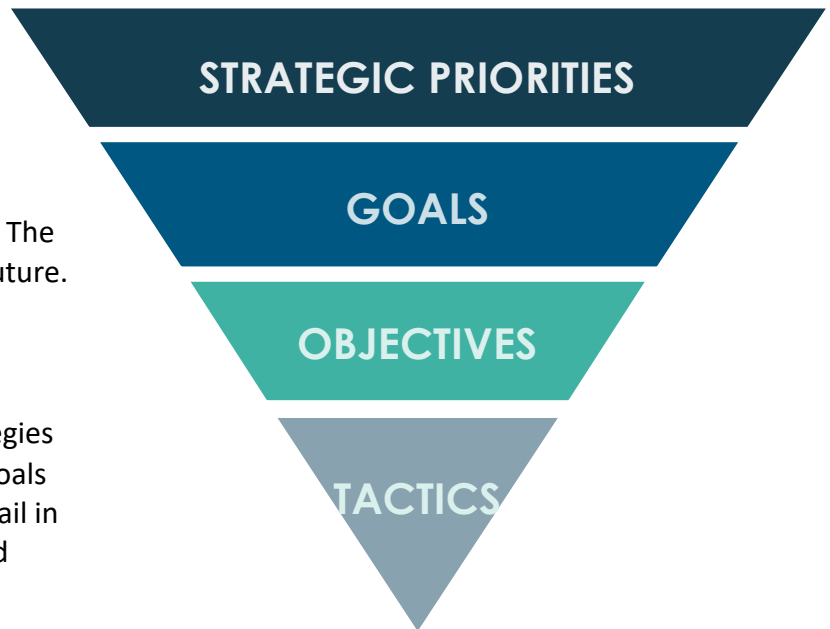 STRATEGIC PRIORITIES
GOALS
The
uture.
OBJECTIVES
egies
oals
TACTICS
ail in
d